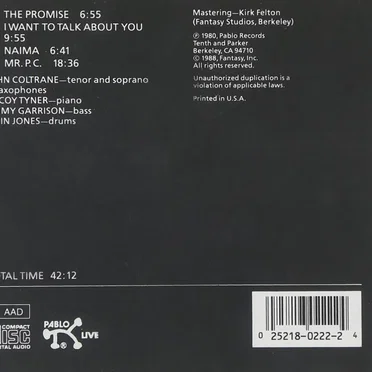 THE PROMISE 6:55
I WANT TO TALK ABOUT YOU
9:55
NAIMA 6:41
MR. P.C. 18:36
HN COLTRANE—tenor and soprano
axophones
COY TYNER—piano
MY GARRISON—bass
IN JONES—drums
Mastering—Kirk Felton
(Fantasy Studios, Berkeley)
℗ 1980, Pablo Records
Tenth and Parker
Berkeley, CA 94710
© 1988, Fantasy, Inc.
All rights reserved.
Unauthorized duplication is a
violation of applicable laws.
Printed in U.S.A.
TAL TIME 42:12
AAD
COMPACT
DISC
ITAL AUDIO
PABLO
LIVE
0 25218-0222-2 4